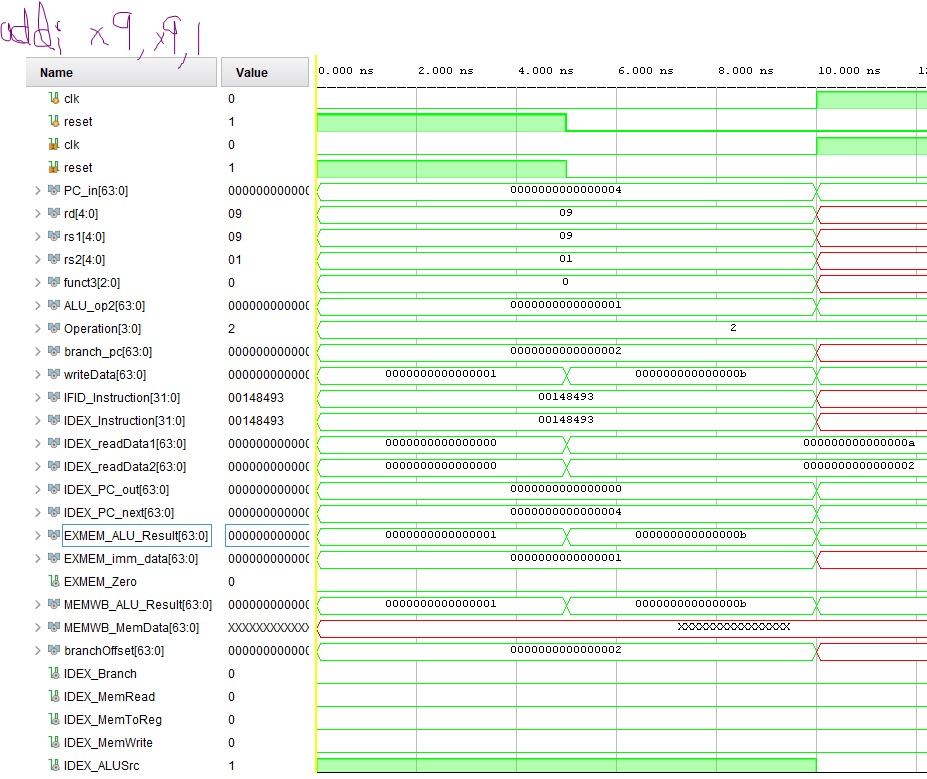 addi x9, x9, 1
Name Value 0.000 ns 2.000 ns 4.000 ns 6.000 ns 8.000 ns 10.000 ns 12
clk 0
reset 1
clk 0
reset 1
PC_in[63:0] 000000000000 0000000000000004
rd[4:0] 09 09
rs1[4:0] 09 09
rs2[4:0] 01 01
funct3[2:0] 0 0
ALU_op2[63:0] 000000000000 0000000000000001
Operation[3:0] 2 2
branch_pc[63:0] 000000000000 0000000000000002
writeData[63:0] 000000000000 0000000000000001 000000000000000b
IFID_Instruction[31:0] 00148493 00148493
IDEX_Instruction[31:0] 00148493 00148493
IDEX_readData1[63:0] 000000000000 0000000000000000 000000000000000a
IDEX_readData2[63:0] 000000000000 0000000000000000 0000000000000002
IDEX_PC_out[63:0] 000000000000 0000000000000000
IDEX_PC_next[63:0] 000000000000 0000000000000004
EXMEM_ALU_Result[63:0] 000000000000 0000000000000001 000000000000000b
EXMEM_imm_data[63:0] 000000000000 0000000000000001
EXMEM_Zero 0
MEMWB_ALU_Result[63:0] 000000000000 0000000000000001 000000000000000b
MEMWB_MemData[63:0] XXXXXXXXXXXX XXXXXXXXXXXXXXXX
branchOffset[63:0] 000000000000 0000000000000002
IDEX_Branch 0
IDEX_MemRead 0
IDEX_MemToReg 0
IDEX_MemWrite 0
IDEX_ALUSrc 1